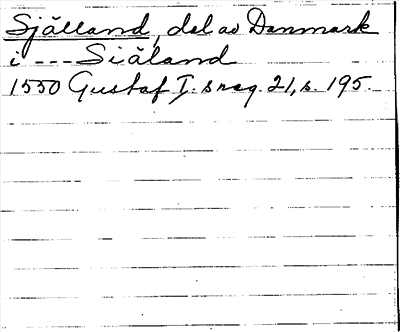 Själland, del av Danmark
i --- Siäland
1550 Gustaf I:s reg. 21, s. 195.